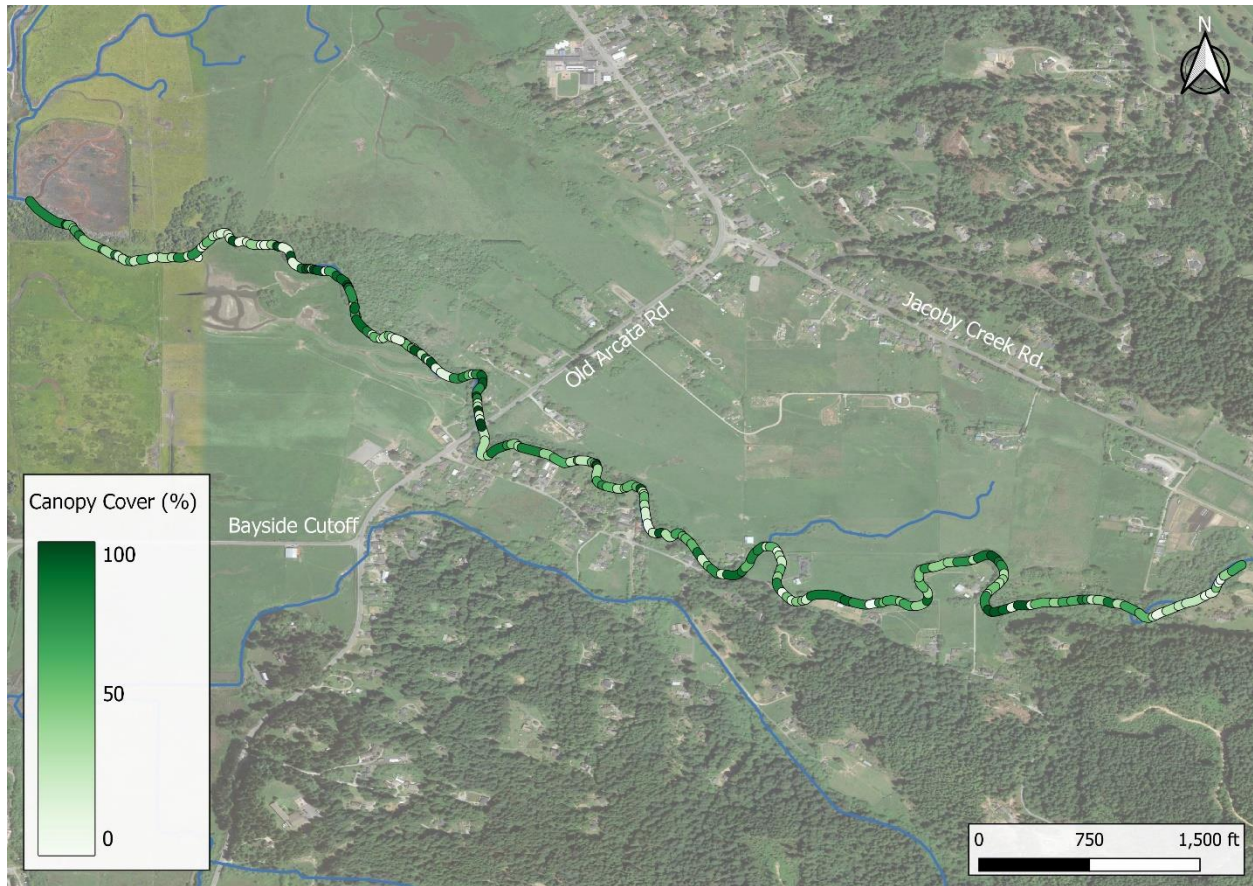 N
Jacoby Creek Rd.
Old Arcata Rd.
Canopy Cover (%)
100
50
0
Bayside Cutoff
0 750 1,500 ft